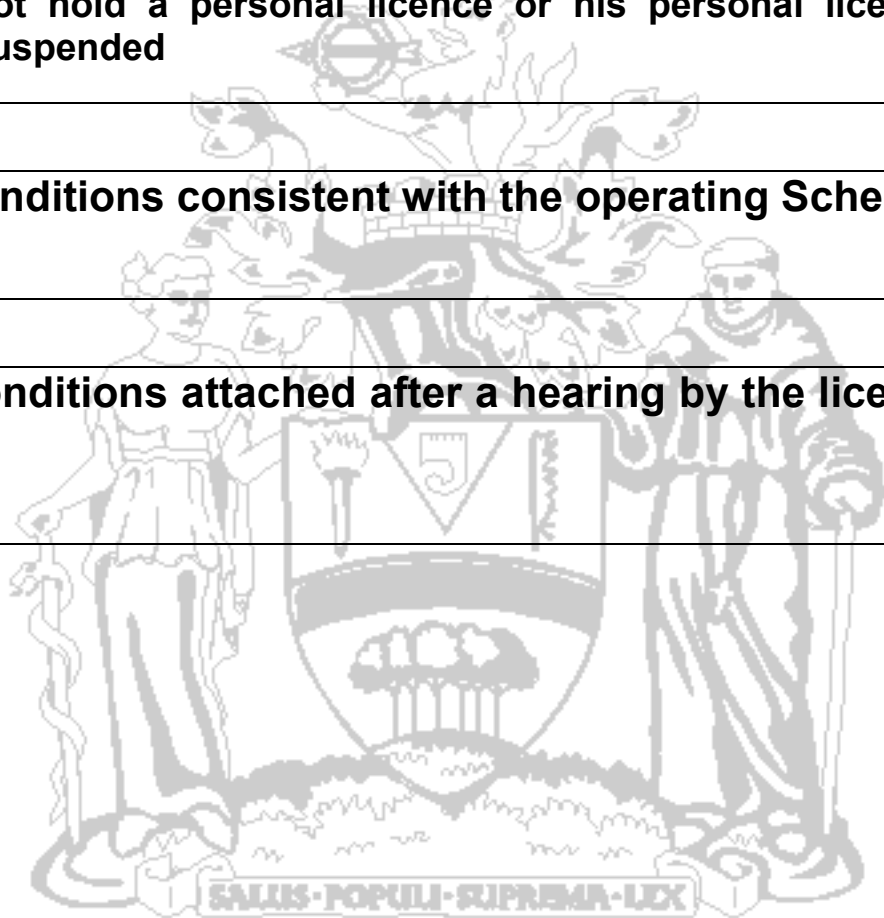 ot hold a personal licence or his personal lice
uspended
nditions consistent with the operating Sche
nditions attached after a hearing by the lice
SALUS·POPULI·SUPREMA·LEX